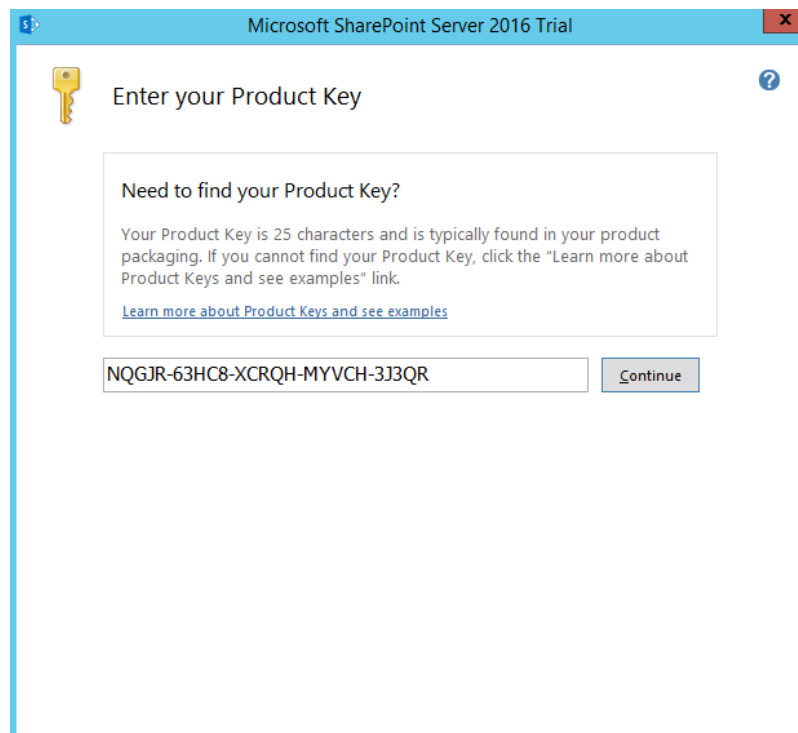 Microsoft SharePoint Server 2016 Trial
Enter your Product Key
Need to find your Product Key?
Your Product Key is 25 characters and is typically found in your product
packaging. If you cannot find your Product Key, click the "Learn more about
Product Keys and see examples" link.
Learn more about Product Keys and see examples
NQGJR-63HC8-XCRQH-MYVCH-3J3QR
Continue